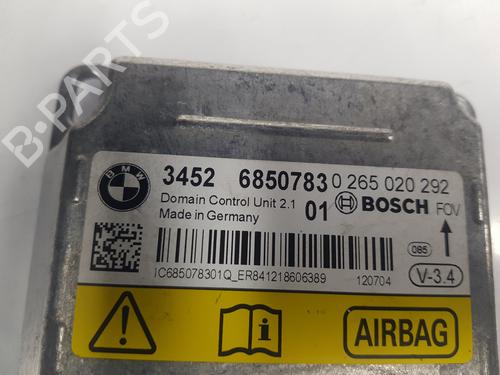 B-PARTS
BMW
3452 6850783 0 265 020 292
Domain Control Unit 2.1 01 BOSCH FOV
Made in Germany
085
V-3.4
IC685078301Q_ER841218606389 120704
AIRBAG